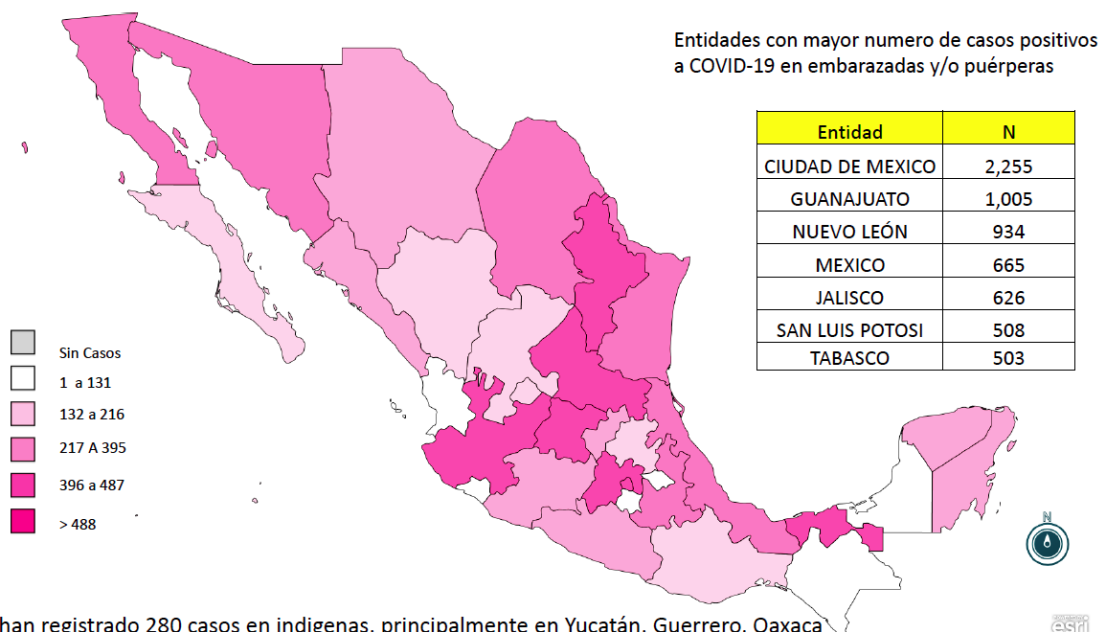 Entidades con mayor numero de casos positivos
a COVID-19 en embarazadas y/o puérperas
Entidad N
CIUDAD DE MEXICO 2,255
GUANAJUATO 1,005
NUEVO LEÓN 934
MEXICO 665
JALISCO 626
SAN LUIS POTOSI 508
TABASCO 503
Sin Casos
1 a 131
132 a 216
217 A 395
396 a 487
> 488
N
han registrado 280 casos en indigenas, principalmente en Yucatán, Guerrero, Oaxaca
esri